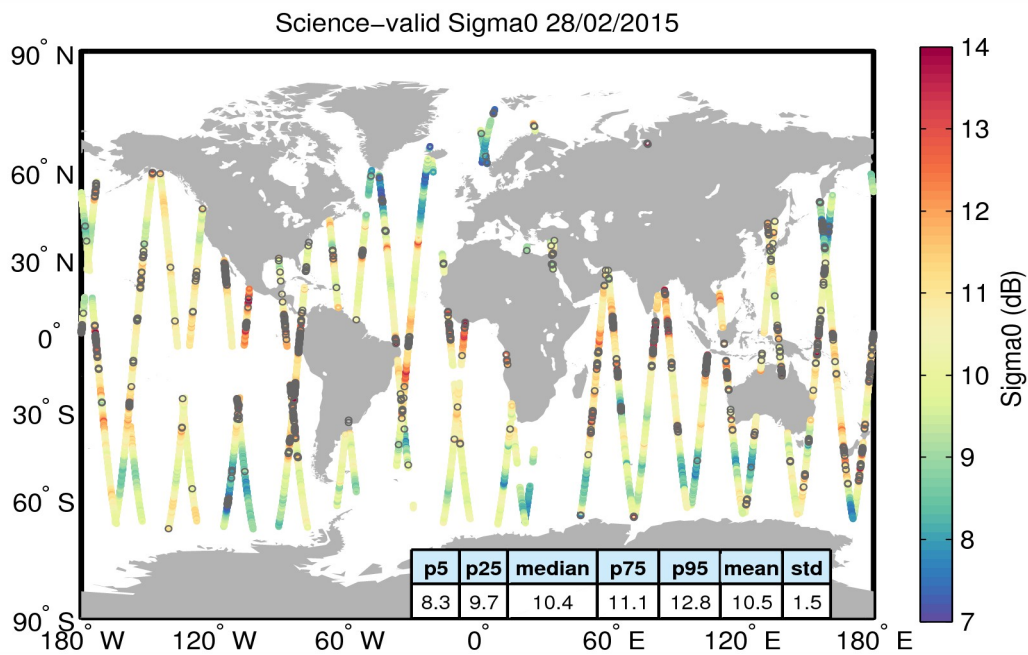 Science−valid Sigma0 28/02/2015
90° N
60° N
30° N
0°
30° S
60° S
90° S
180° W
120° W
60° W
0°
60° E
120° E
180° E
p5 p25 median p75 p95 mean std
8.3 9.7 10.4 11.1 12.8 10.5 1.5
14
13
12
11
10
9
8
7
Sigma0 (dB)